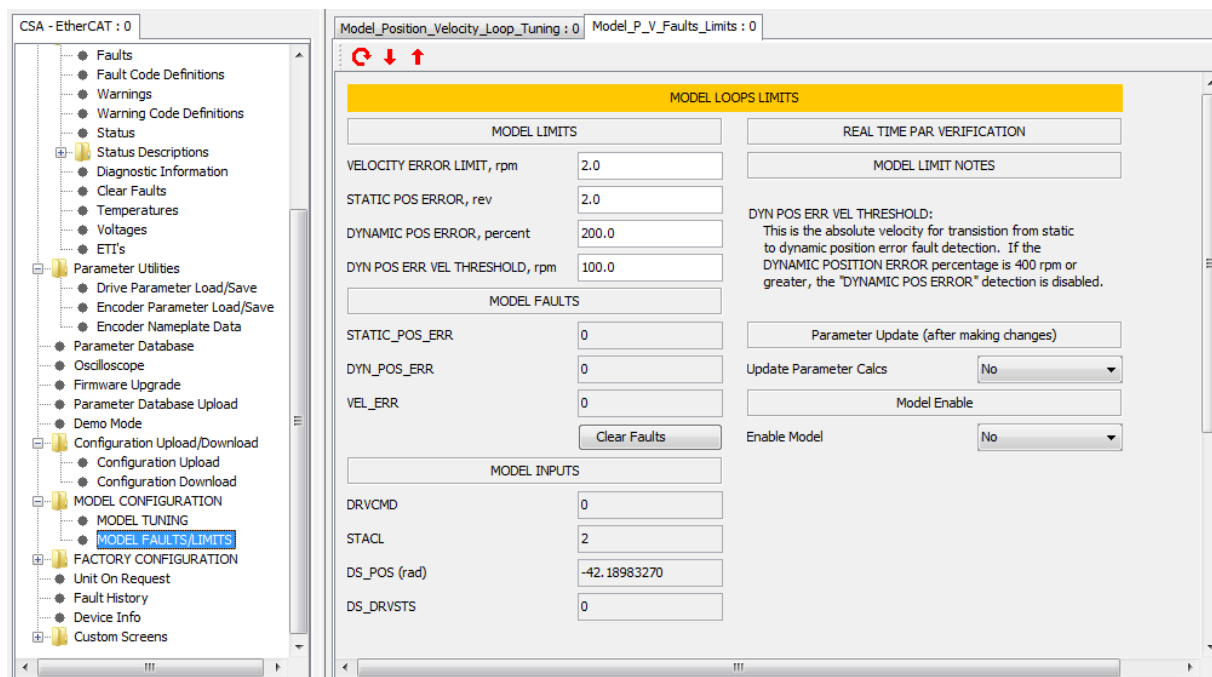 CSA - EtherCAT : 0
Faults
Fault Code Definitions
Warnings
Warning Code Definitions
Status
Status Descriptions
Diagnostic Information
Clear Faults
Temperatures
Voltages
ETI's
Parameter Utilities
Drive Parameter Load/Save
Encoder Parameter Load/Save
Encoder Nameplate Data
Parameter Database
Oscilloscope
Firmware Upgrade
Parameter Database Upload
Demo Mode
Configuration Upload/Download
Configuration Upload
Configuration Download
MODEL CONFIGURATION
MODEL TUNING
MODEL FAULTS/LIMITS
FACTORY CONFIGURATION
Unit On Request
Fault History
Device Info
Custom Screens
Model_Position_Velocity_Loop_Tuning : 0 Model_P_V_Faults_Limits : 0
MODEL LOOPS LIMITS
MODEL LIMITS
VELOCITY ERROR LIMIT, rpm 2.0
STATIC POS ERROR, rev 2.0
DYNAMIC POS ERROR, percent 200.0
DYN POS ERR VEL THRESHOLD, rpm 100.0
MODEL FAULTS
STATIC_POS_ERR 0
DYN_POS_ERR 0
VEL_ERR 0
Clear Faults
MODEL INPUTS
DRVCMD 0
STACL 2
DS_POS (rad) -42.18983270
DS_DRVSTS 0
REAL TIME PAR VERIFICATION
MODEL LIMIT NOTES
DYN POS ERR VEL THRESHOLD:
This is the absolute velocity for transistion from static
to dynamic position error fault detection. If the
DYNAMIC POSITION ERROR percentage is 400 rpm or
greater, the "DYNAMIC POS ERROR" detection is disabled.
Parameter Update (after making changes)
Update Parameter Calcs No
Model Enable
Enable Model No